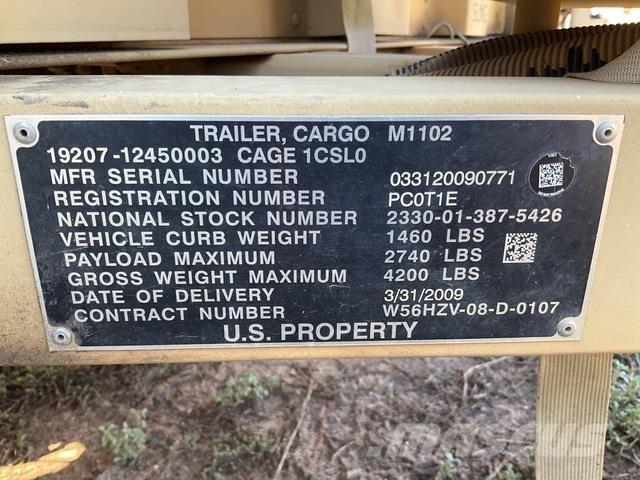 TRAILER, CARGO M1102
19207-12450003 CAGE 1CSL0
MFR SERIAL NUMBER 033120090771
REGISTRATION NUMBER PC0T1E
NATIONAL STOCK NUMBER 2330-01-387-5426
VEHICLE CURB WEIGHT 1460 LBS
PAYLOAD MAXIMUM 2740 LBS
GROSS WEIGHT MAXIMUM 4200 LBS
DATE OF DELIVERY 3/31/2009
CONTRACT NUMBER W56HZV-08-D-0107
U.S. PROPERTY
MASCUS